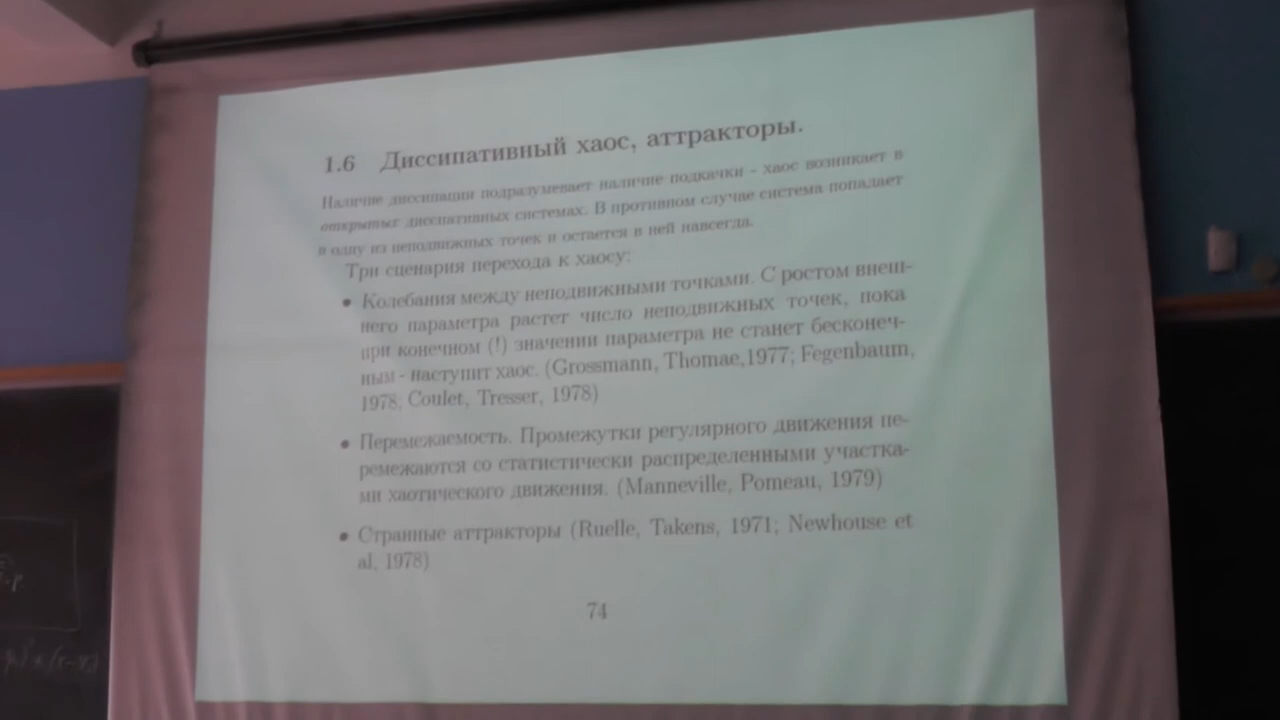 1.6 Диссипативный хаос, аттракторы.
Наличие диссипации подразумевает наличие подкачки - хаос возникает в
открытых диссипативных системах. В противном случае система попадает
в одну из неподвижных точек и остается в ней навсегда.
Три сценария перехода к хаосу:
• Колебания между неподвижными точками. С ростом внеш-
него параметра растет число неподвижных точек, пока
при конечном (!) значении параметра не станет бесконеч-
ным - наступит хаос. (Grossmann, Thomae,1977; Fegenbaum,
1978; Coulet, Tresser, 1978)
• Перемежаемость. Промежутки регулярного движения пе-
ремежаются со статистически распределенными участка-
ми хаотического движения. (Manneville, Pomeau, 1979)
• Странные аттракторы (Ruelle, Takens, 1971; Newhouse et
al, 1978)
74